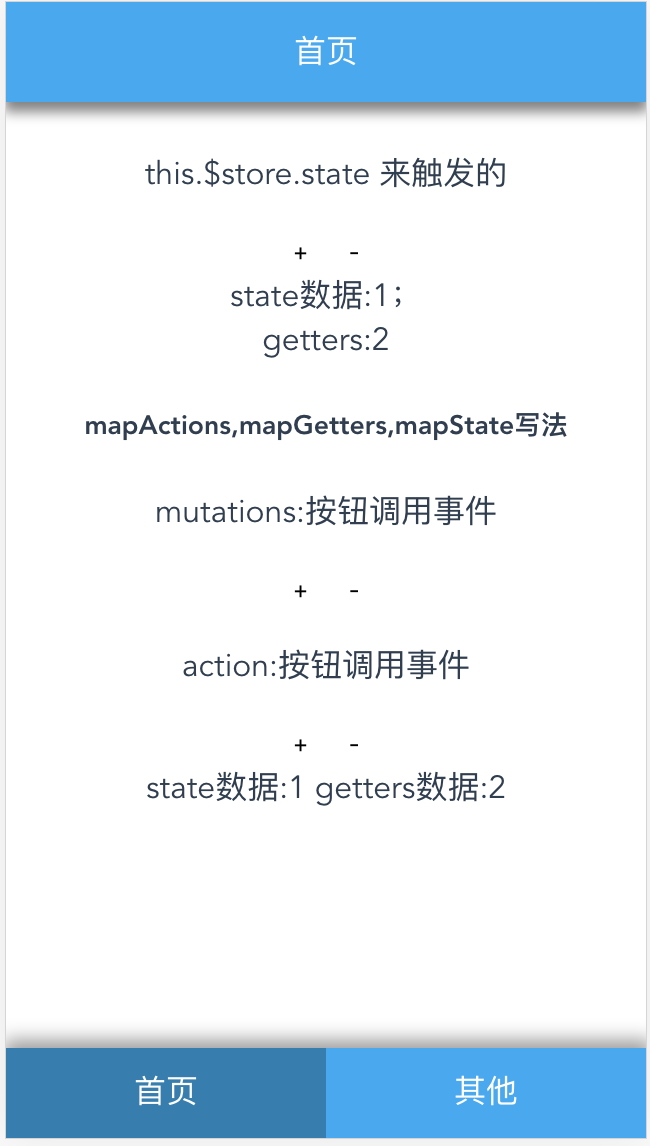 首页
this.$store.state 来触发的
+ -
state数据:1；
getters:2
mapActions,mapGetters,mapState写法
mutations:按钮调用事件
+ -
action:按钮调用事件
+ -
state数据:1 getters数据:2
首页 其他